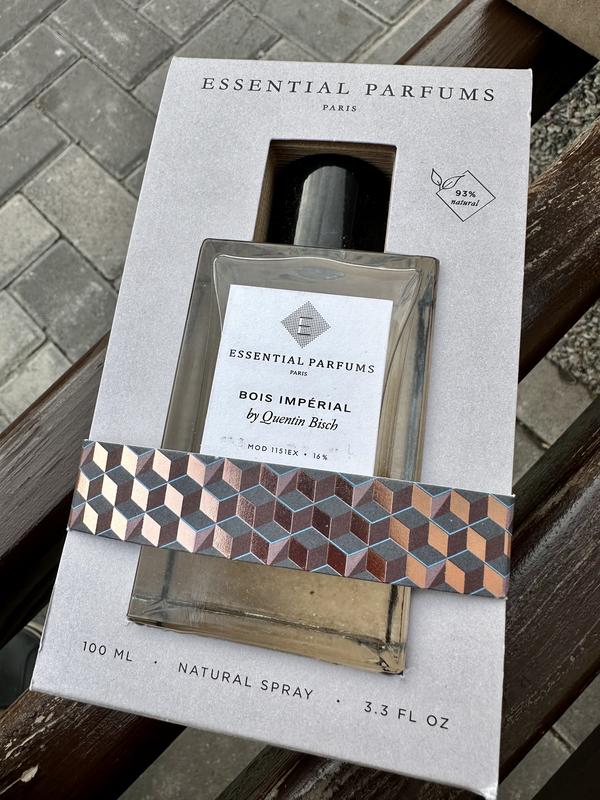 ESSENTIAL PARFUMS
PARIS
93%
natural
E
ESSENTIAL PARFUMS
PARIS
BOIS IMPÉRIAL
by Quentin Bisch
MOD 1151EX • 16%
100 ML • NATURAL SPRAY • 3.3 FL OZ